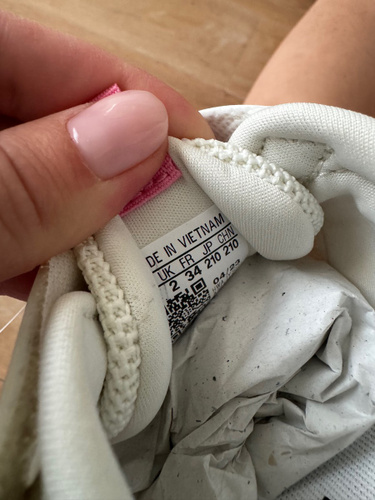 DE IN VIETNAM
UK FR JP CHN
2 34 210 210
04/23